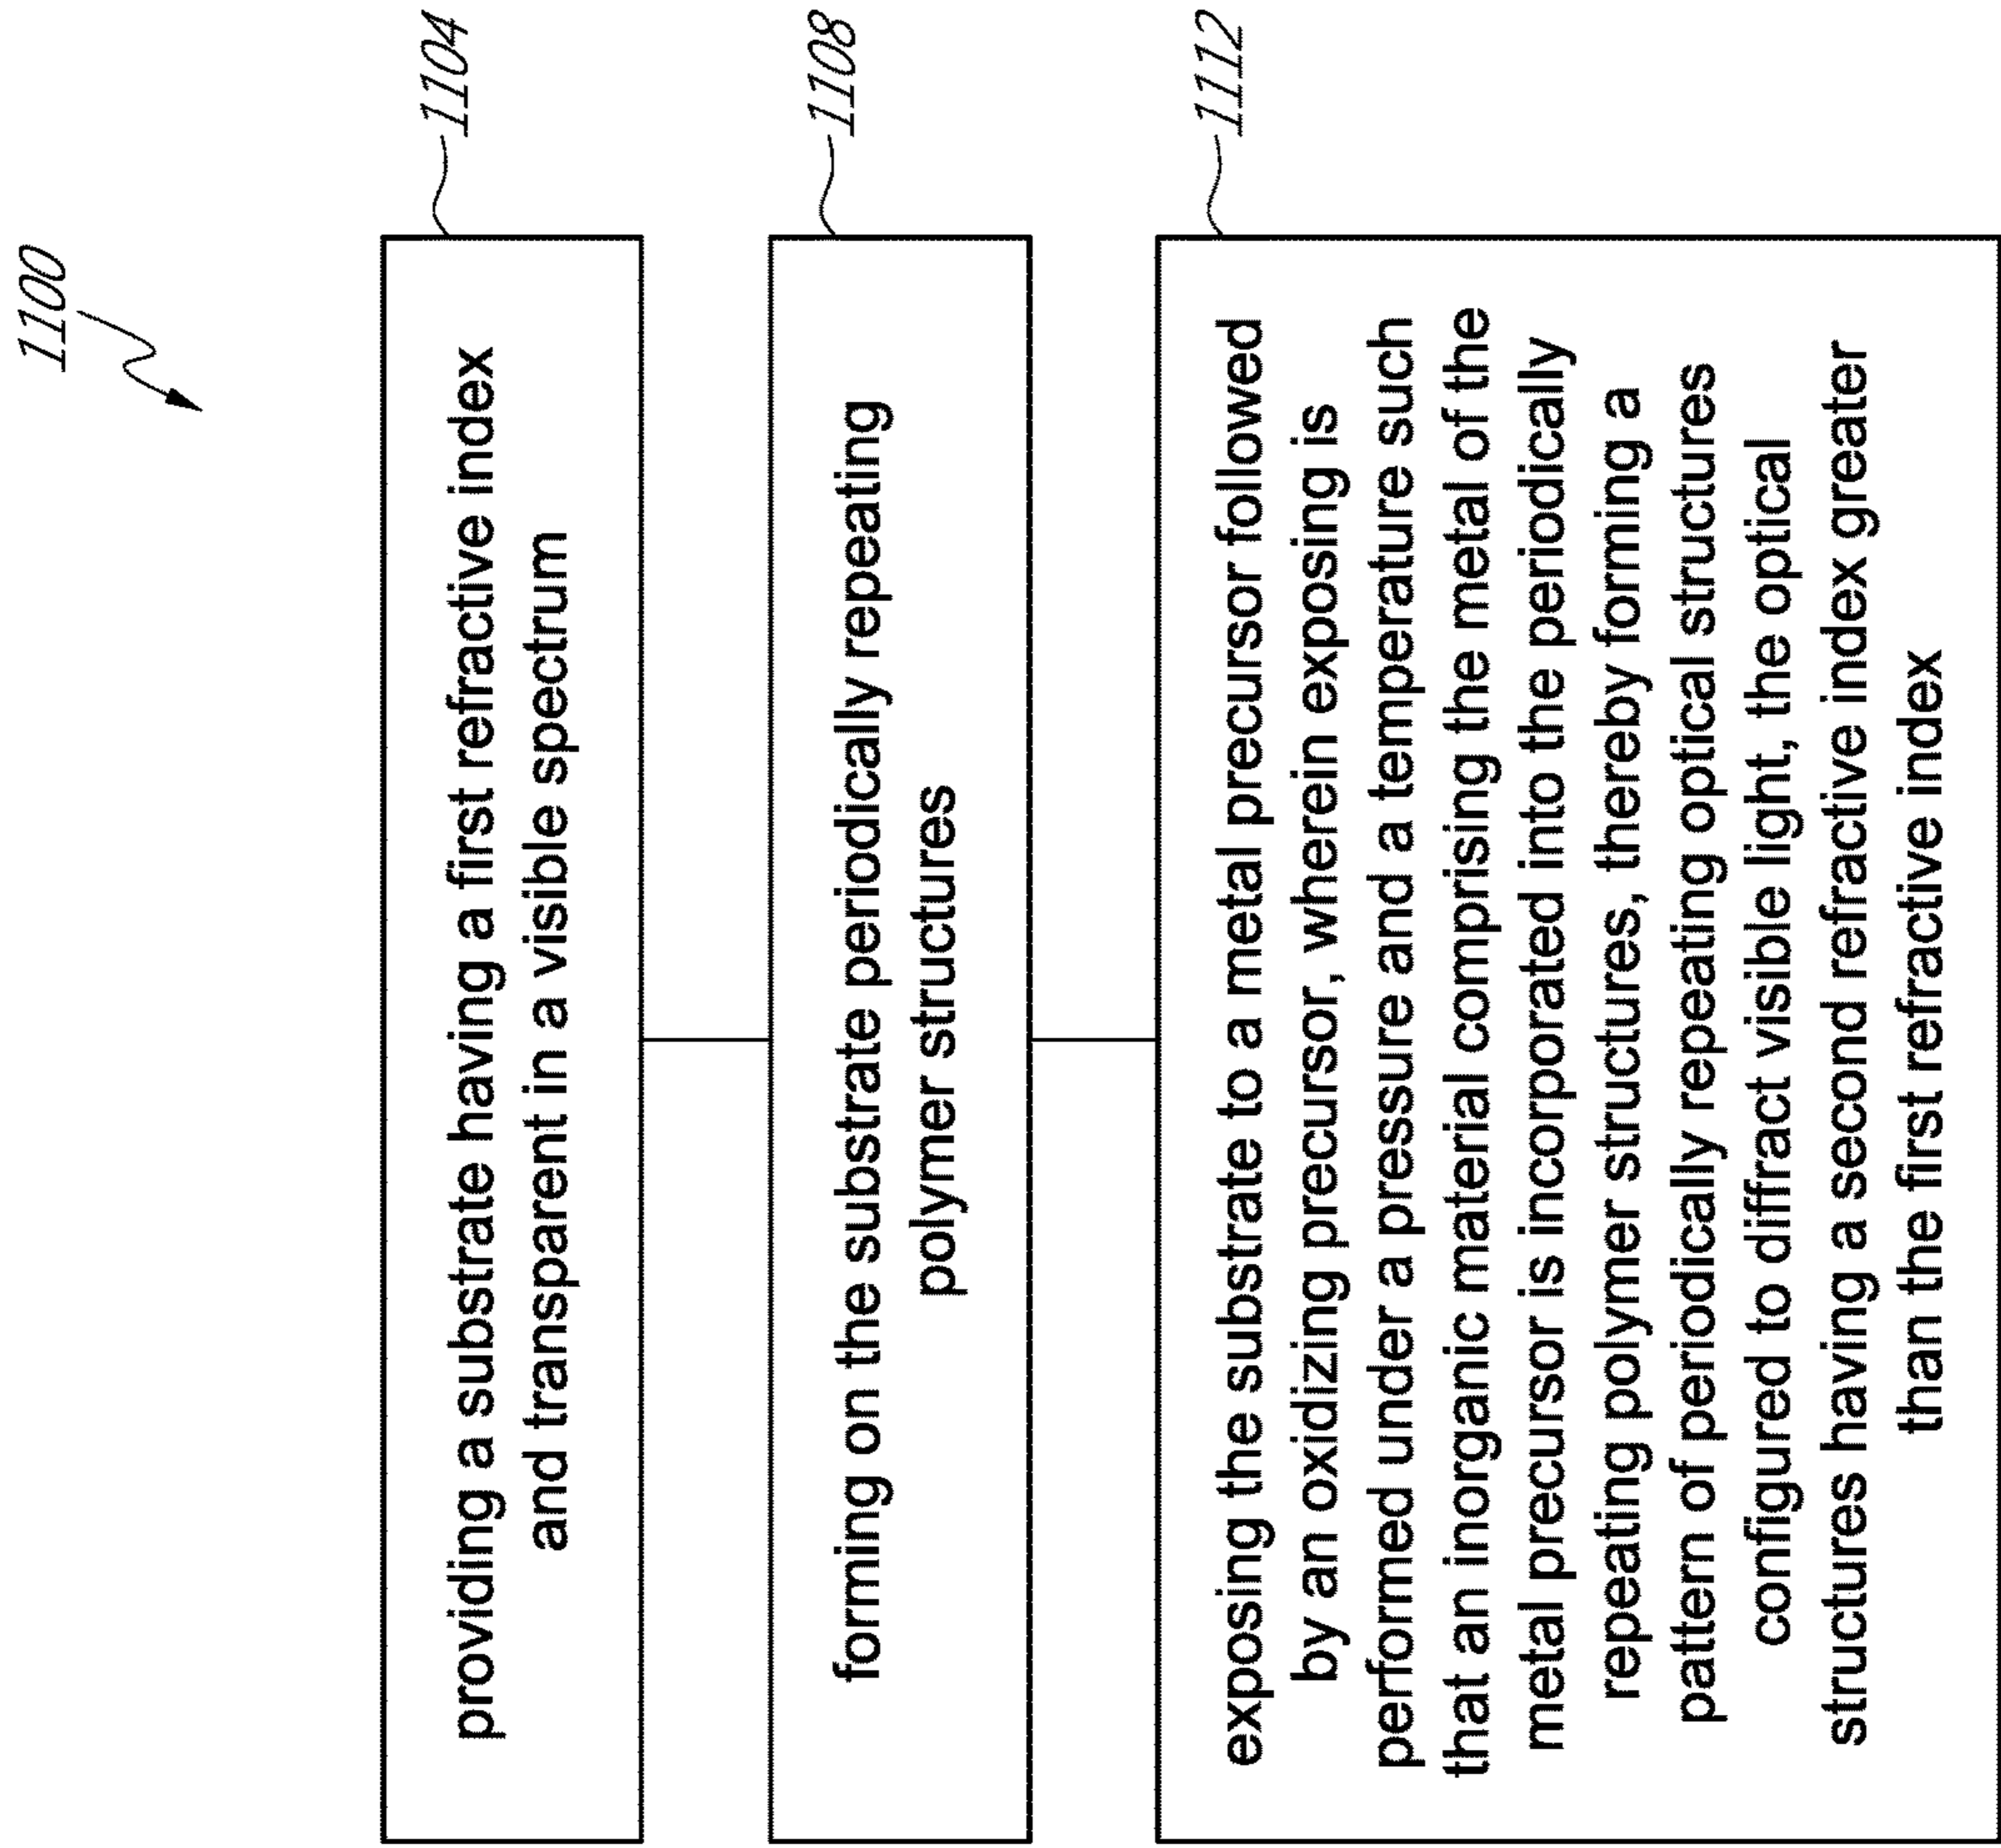 1100
1104
providing a substrate having a first refractive index
and transparent in a visible spectrum
1108
forming on the substrate periodically repeating
polymer structures
1112
exposing the substrate to a metal precursor followed
by an oxidizing precursor, wherein exposing is
performed under a pressure and a temperature such
that an inorganic material comprising the metal of the
metal precursor is incorporated into the periodically
repeating polymer structures, thereby forming a
pattern of periodically repeating optical structures
configured to diffract visible light, the optical
structures having a second refractive index greater
than the first refractive index